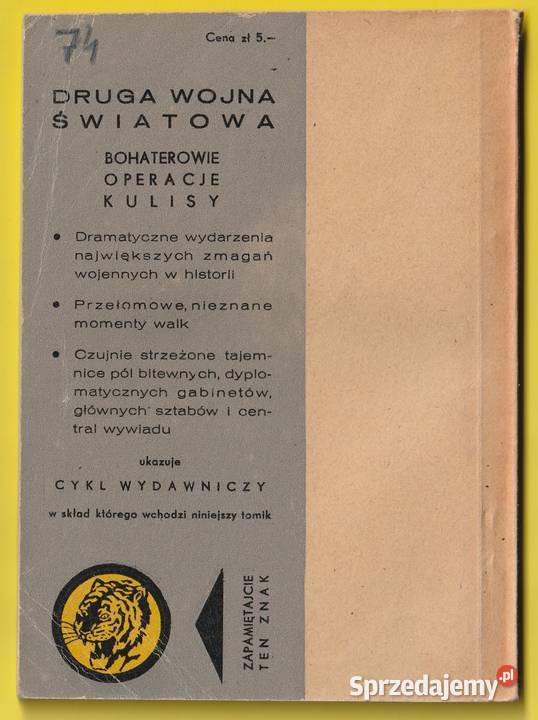 74
Cena zł 5.–
DRUGA WOJNA
ŚWIATOWA
BOHATEROWIE
OPERACJE
KULISY
• Dramatyczne wydarzenia
największych zmagań
wojennych w historii
• Przełomowe, nieznane
momenty walk
• Czujnie strzeżone tajem-
nice pól bitewnych, dyplo-
matycznych gabinetów,
głównych sztabów i cen-
tral wywiadu
ukazuje
CYKL WYDAWNICZY
w skład którego wchodzi niniejszy tomik
ZAPAMIĘTAJCIE
TEN ZNAK
Sprzedajemy.pl